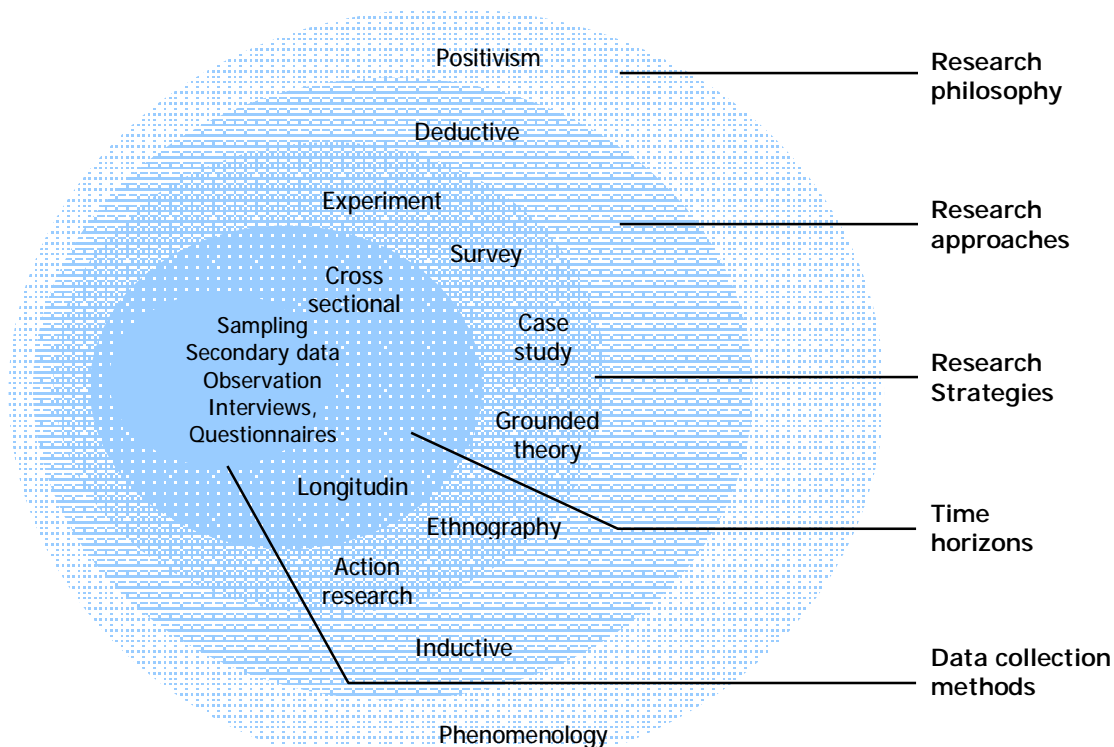 Positivism
Deductive
Experiment
Survey
Cross
sectional
Sampling
Secondary data
Observation
Interviews,
Questionnaires
Case
study
Grounded
theory
Longitudin
Ethnography
Action
research
Inductive
Phenomenology
Research
philosophy
Research
approaches
Research
Strategies
Time
horizons
Data collection
methods